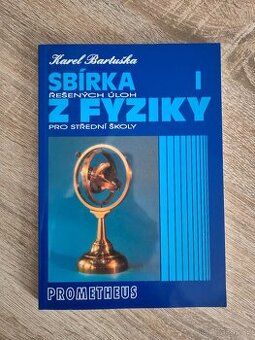 Karel Bartuška
SBÍRKA I
ŘEŠENÝCH ÚLOH
Z FYZIKY
PRO STŘEDNÍ ŠKOLY
PROMETHEUS